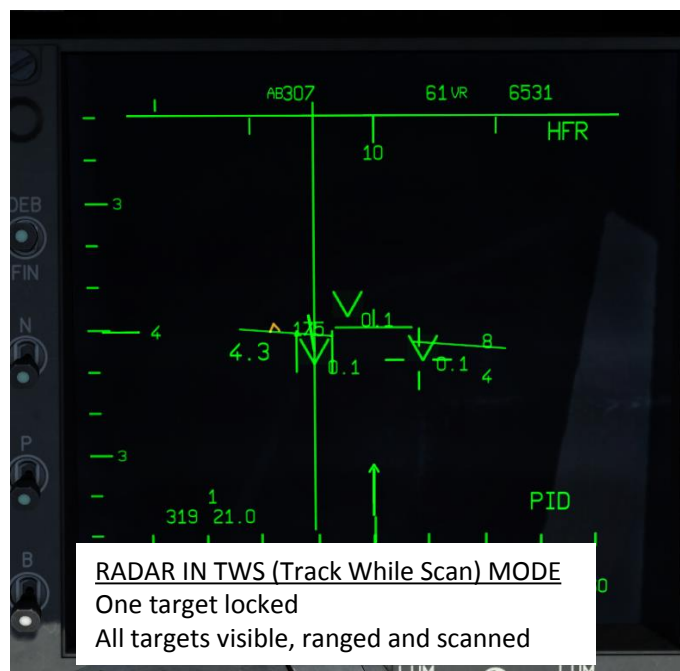 AB307 61 VR 6531
HFR
10
DEB
3
FIN
175 0.1
N
4 8
4.3 0.1 0.1 4
P
3
1
319 21.0 PID
B
RADAR IN TWS (Track While Scan) MODE
One target locked
All targets visible, ranged and scanned